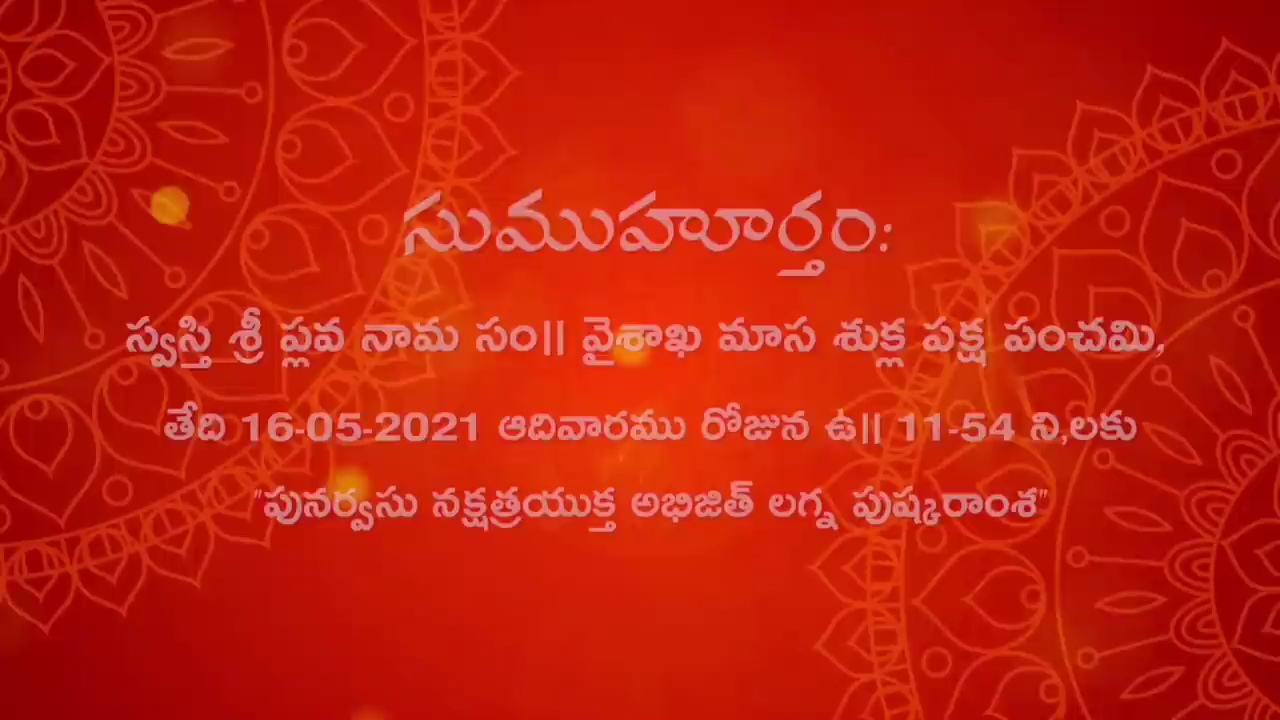 సుముహూర్తం:
స్వస్తి శ్రీ ప్లవ నామ సం|| వైశాఖ మాస శుక్ల పక్ష పంచమి,
తేది 16-05-2021 ఆదివారము రోజున ఉ|| 11-54 ని,లకు
"పునర్వసు నక్షత్రయుక్త అభిజిత్ లగ్న పుష్కరాంశ"